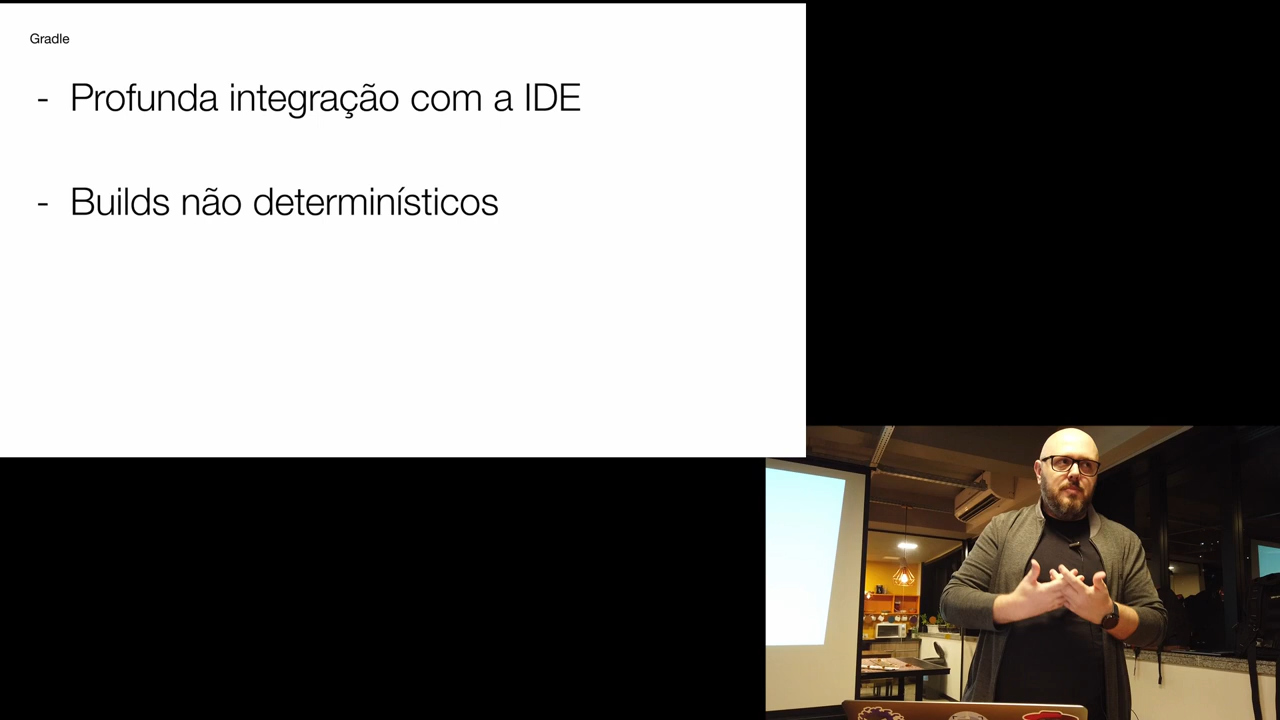 Gradle
- Profunda integração com a IDE
- Builds não determinísticos